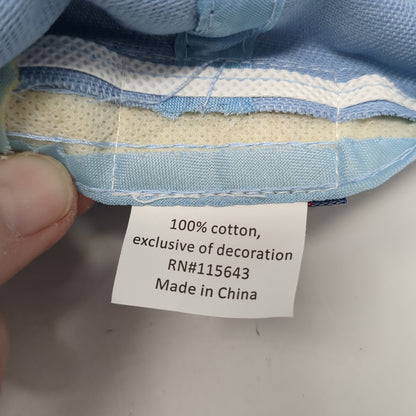 100% cotton,
exclusive of decoration
RN#115643
Made in China